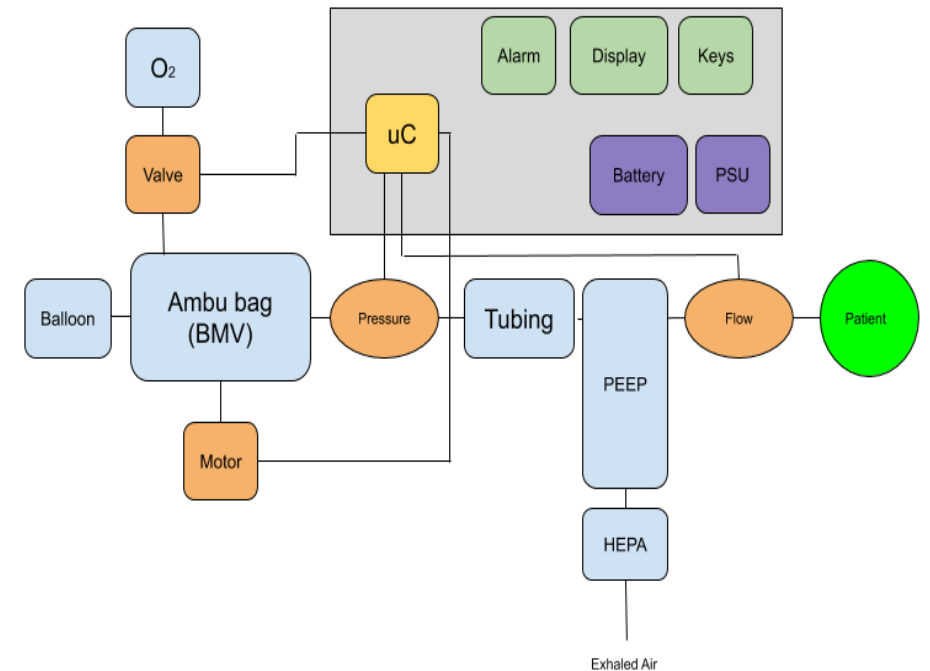 Alarm
Display
Keys
O₂
uC
Valve
Battery
PSU
Balloon
Ambu bag
(BMV)
Pressure
Tubing
PEEP
Flow
Patient
Motor
HEPA
Exhaled Air